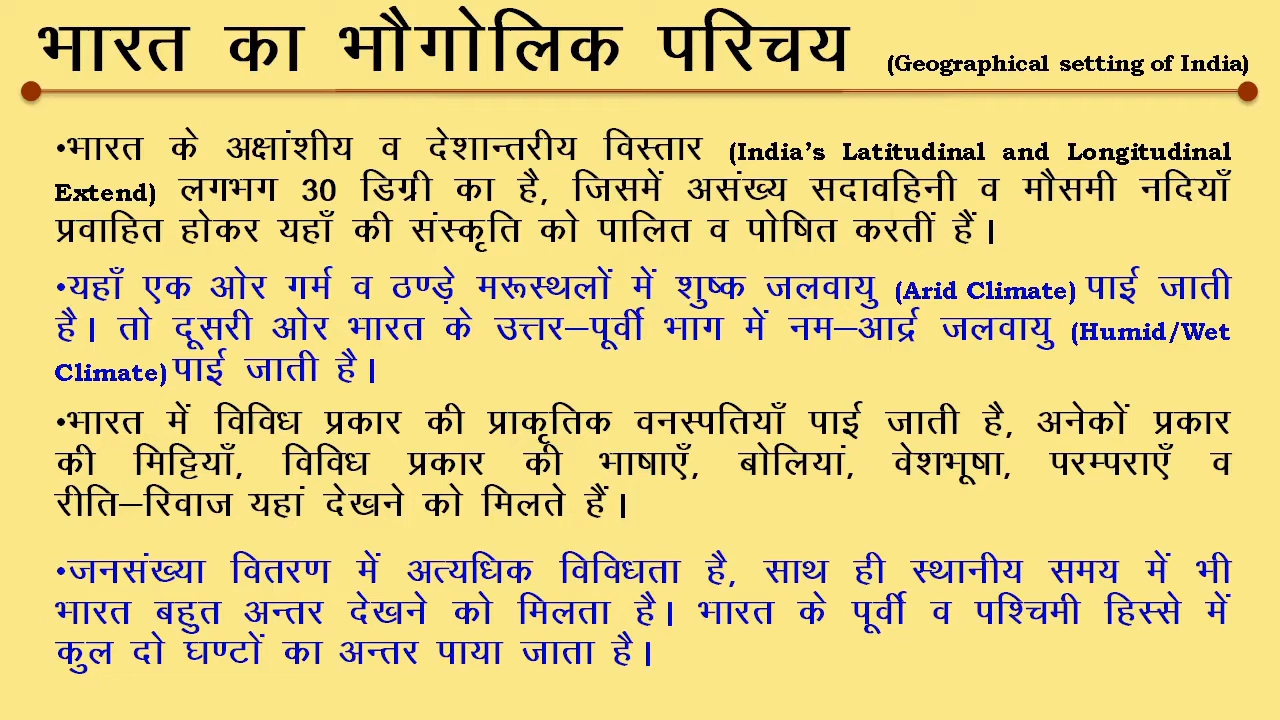 भारत का भौगोलिक परिचय (Geographical setting of India)
•भारत के अक्षांशीय व देशान्तरीय विस्तार (India's Latitudinal and Longitudinal
Extend) लगभग 30 डिग्री का है, जिसमें असंख्य सदावहिनी व मौसमी नदियाँ
प्रवाहित होकर यहाँ की संस्कृति को पालित व पोषित करतीं हैं।
•यहाँ एक ओर गर्म व ठण्ड़े मरूस्थलों में शुष्क जलवायु (Arid Climate) पाई जाती
है। तो दूसरी ओर भारत के उत्तर–पूर्वी भाग में नम–आर्द्र जलवायु (Humid/Wet
Climate) पाई जाती है।
•भारत में विविध प्रकार की प्राकृतिक वनस्पतियाँ पाई जाती है, अनेकों प्रकार
की मिट्टियाँ, विविध प्रकार की भाषाएँ, बोलियां, वेशभूषा, परम्पराएँ व
रीति–रिवाज यहां देखने को मिलते हैं।
•जनसंख्या वितरण में अत्यधिक विविधता है, साथ ही स्थानीय समय में भी
भारत बहुत अन्तर देखने को मिलता है। भारत के पूर्वी व पश्चिमी हिस्से में
कुल दो घण्टों का अन्तर पाया जाता है।